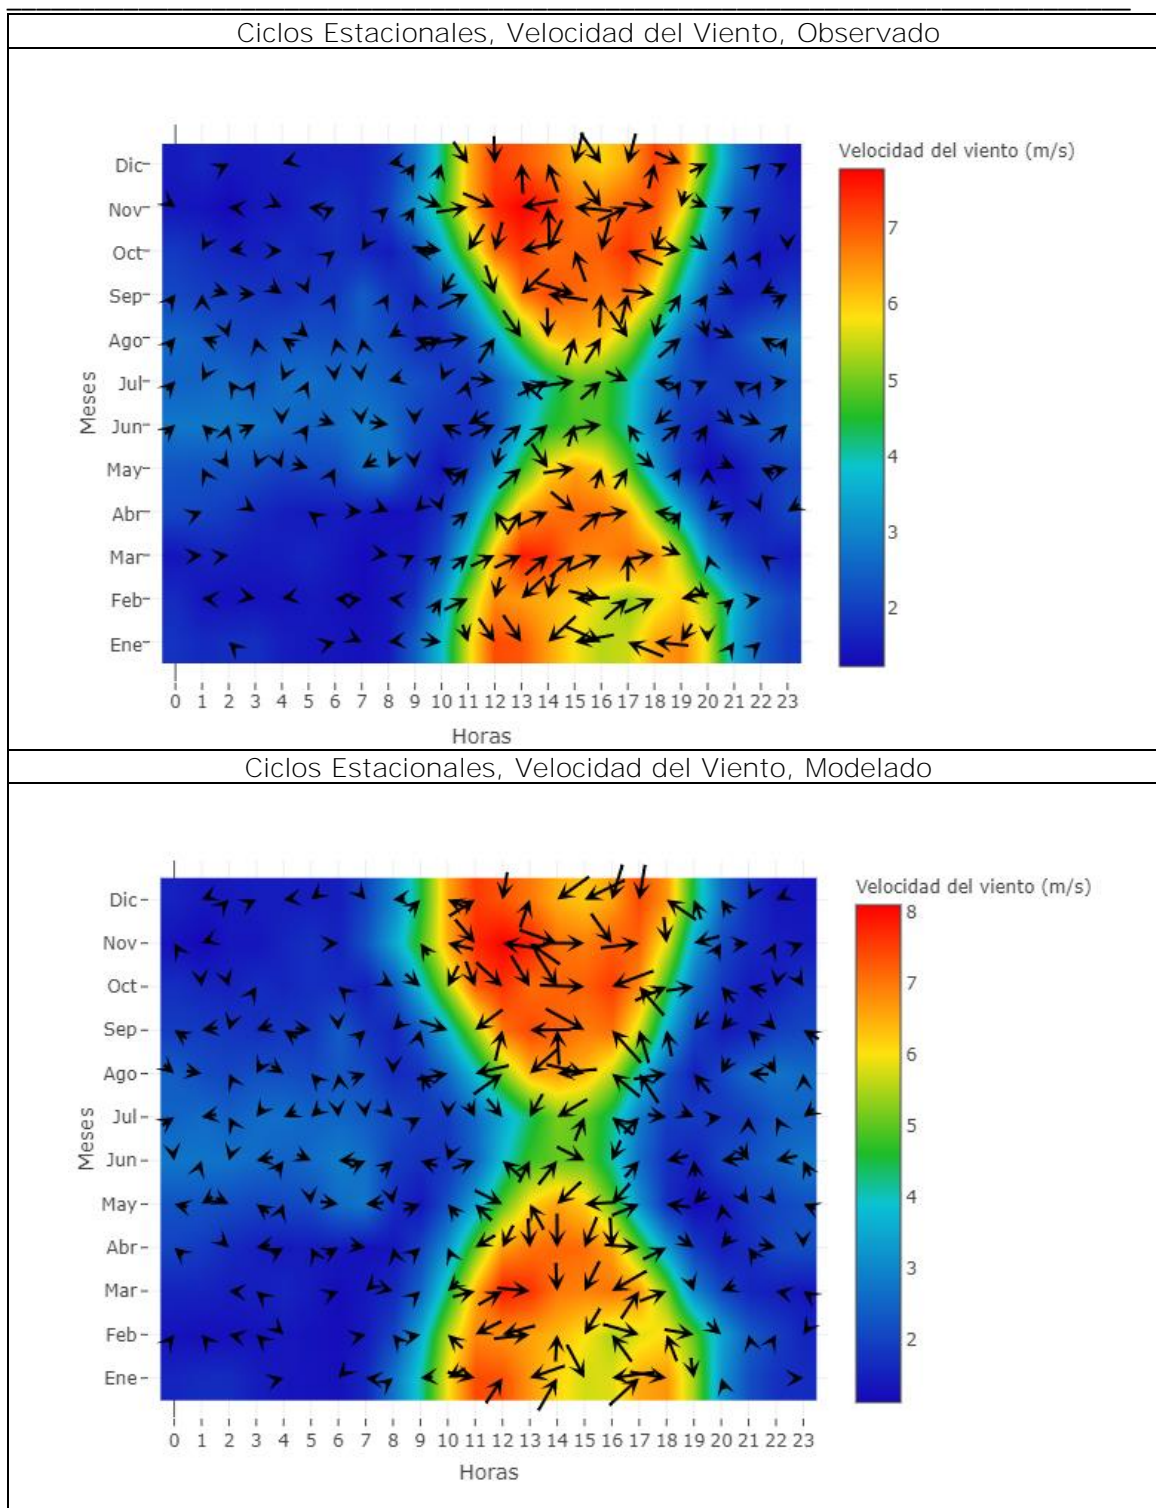 Ciclos Estacionales, Velocidad del Viento, Observado
Velocidad del viento (m/s)
Dic
Nov
Oct
Sep
Ago
Jul
Jun
May
Abr
Mar
Feb
Ene
Meses
7
6
5
4
3
2
0 1 2 3 4 5 6 7 8 9 10 11 12 13 14 15 16 17 18 19 20 21 22 23
Horas
Ciclos Estacionales, Velocidad del Viento, Modelado
Velocidad del viento (m/s)
Dic
Nov
Oct
Sep
Ago
Jul
Jun
May
Abr
Mar
Feb
Ene
Meses
8
7
6
5
4
3
2
0 1 2 3 4 5 6 7 8 9 10 11 12 13 14 15 16 17 18 19 20 21 22 23
Horas